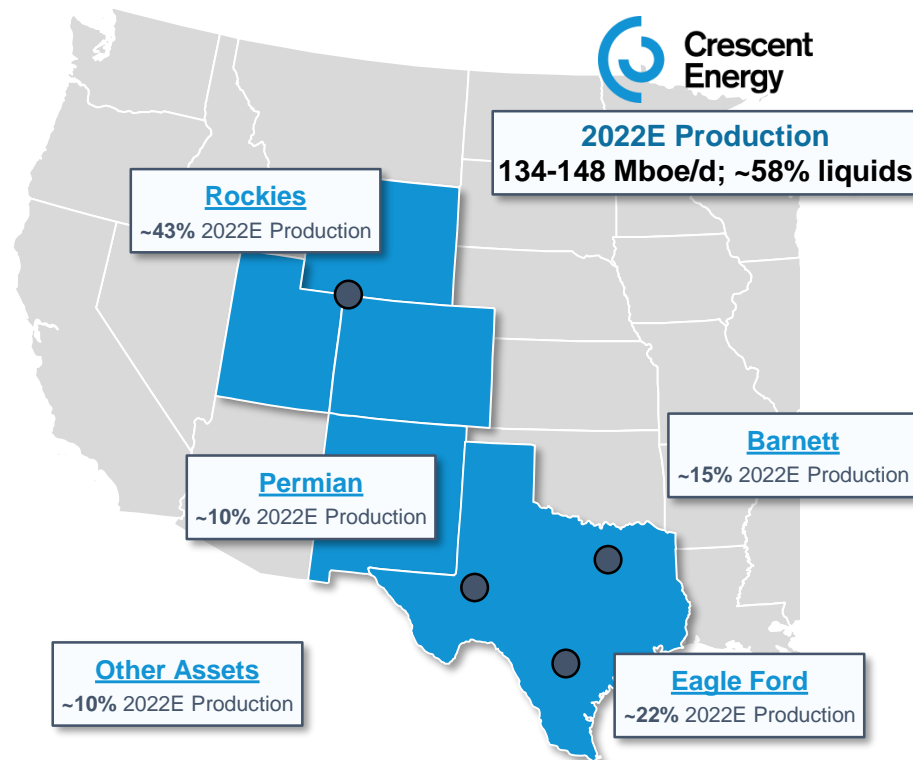 Crescent
Energy
2022E Production
134-148 Mboe/d; ~58% liquids
Rockies
~43% 2022E Production
Barnett
~15% 2022E Production
Permian
~10% 2022E Production
Other Assets
~10% 2022E Production
Eagle Ford
~22% 2022E Production